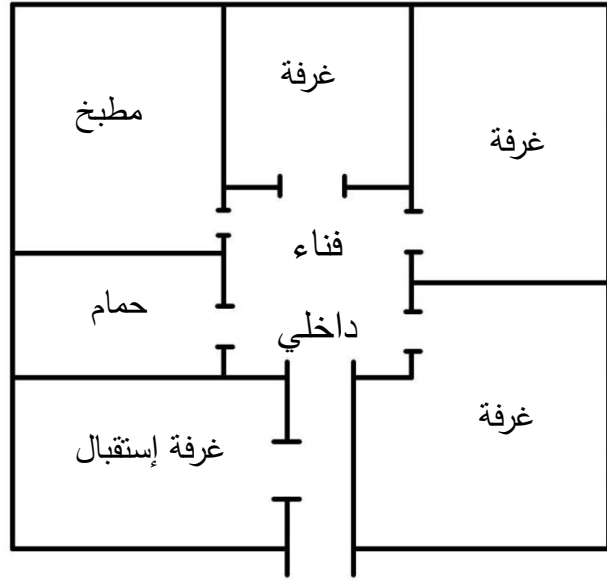 غرفة
مطبخ
غرفة
فناء
داخلي
حمام
غرفة
غرفة إستقبال